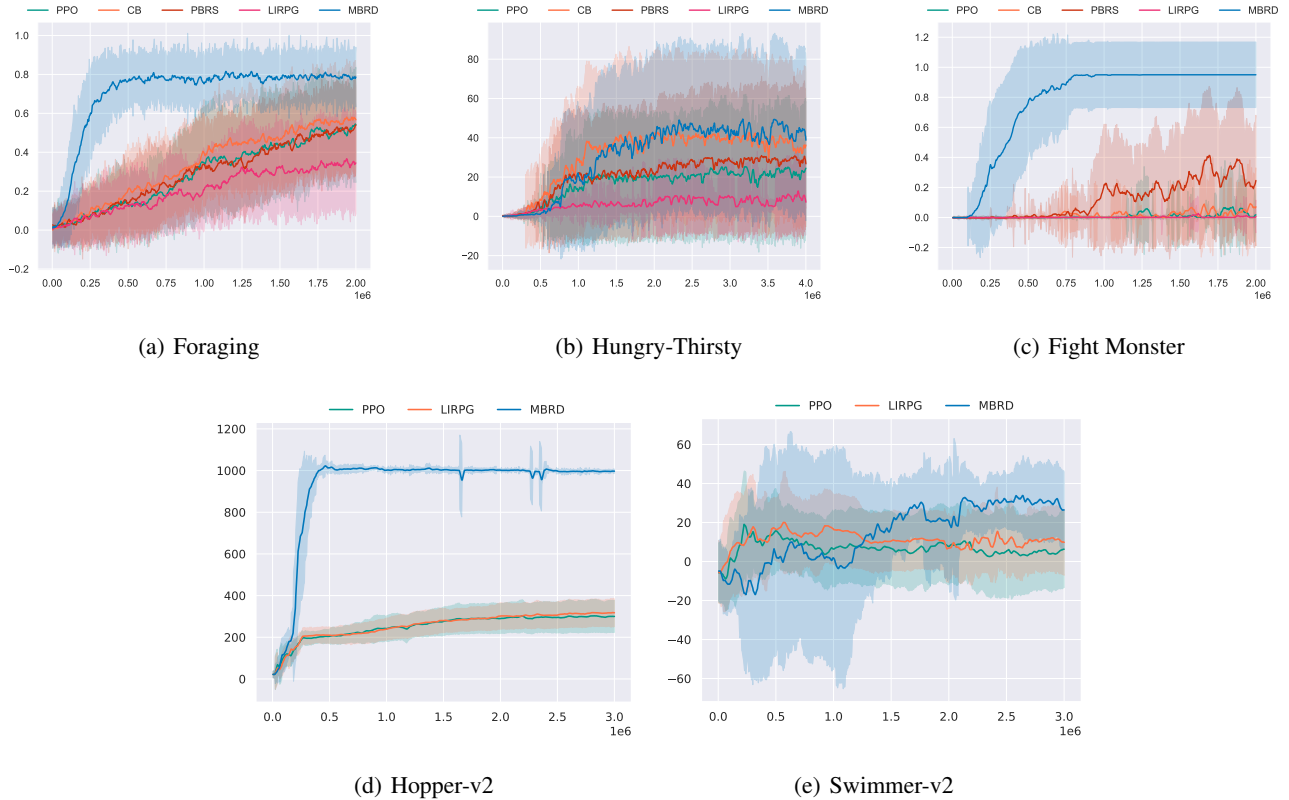 PPO CB PBRS LIRPG MBRD
1.0
0.8
0.6
0.4
0.2
0.0
−0.2
0.00 0.25 0.50 0.75 1.00 1.25 1.50 1.75 2.00
1e6
(a) Foraging
PPO CB PBRS LIRPG MBRD
80
60
40
20
0
−20
0.0 0.5 1.0 1.5 2.0 2.5 3.0 3.5 4.0
1e6
(b) Hungry-Thirsty
PPO CB PBRS LIRPG MBRD
1.2
1.0
0.8
0.6
0.4
0.2
0.0
−0.2
0.00 0.25 0.50 0.75 1.00 1.25 1.50 1.75 2.00
1e6
(c) Fight Monster
PPO LIRPG MBRD
1200
1000
800
600
400
200
0
0.0 0.5 1.0 1.5 2.0 2.5 3.0
1e6
(d) Hopper-v2
PPO LIRPG MBRD
60
40
20
0
−20
−40
−60
0.0 0.5 1.0 1.5 2.0 2.5 3.0
1e6
(e) Swimmer-v2